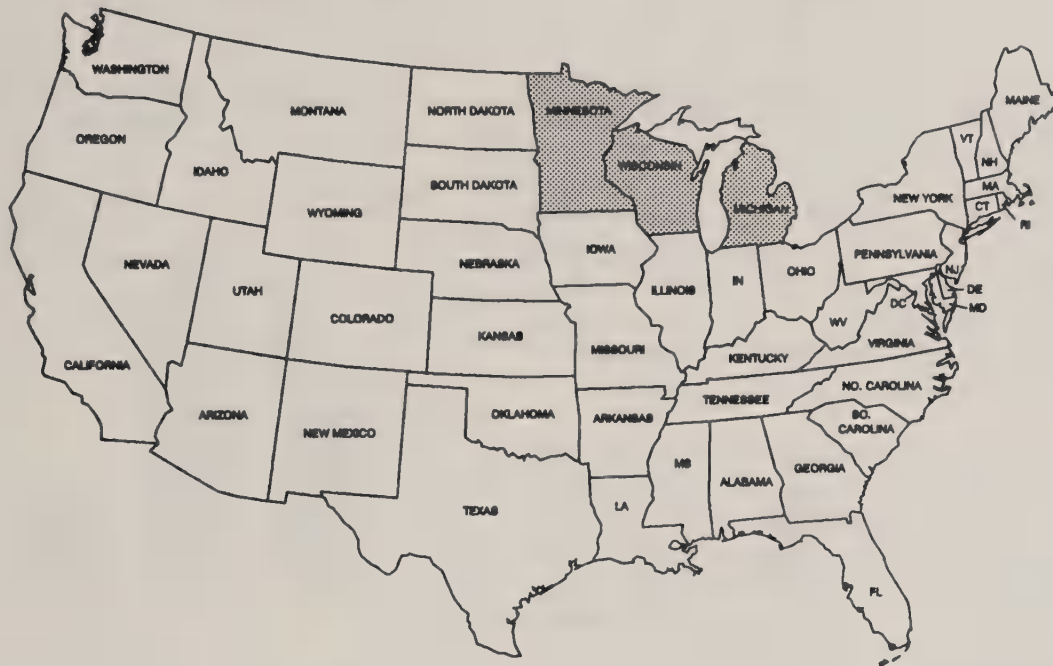 WASHINGTON
MONTANA
NORTH DAKOTA
MINNESOTA
MAINE
OREGON
IDAHO
VT
NH
WISCONSIN
SOUTH DAKOTA
WYOMING
NEW YORK
MA
CT
RI
MICHIGAN
IOWA
PENNSYLVANIA
NEBRASKA
NEVADA
UTAH
ILLINOIS
IN
OHIO
NJ
DE
DC
MD
COLORADO
KANSAS
MISSOURI
WV
VIRGINIA
KENTUCKY
CALIFORNIA
NO. CAROLINA
TENNESSEE
ARIZONA
NEW MEXICO
OKLAHOMA
ARKANSAS
SO.
CAROLINA
MS
ALABAMA
GEORGIA
TEXAS
LA
FL